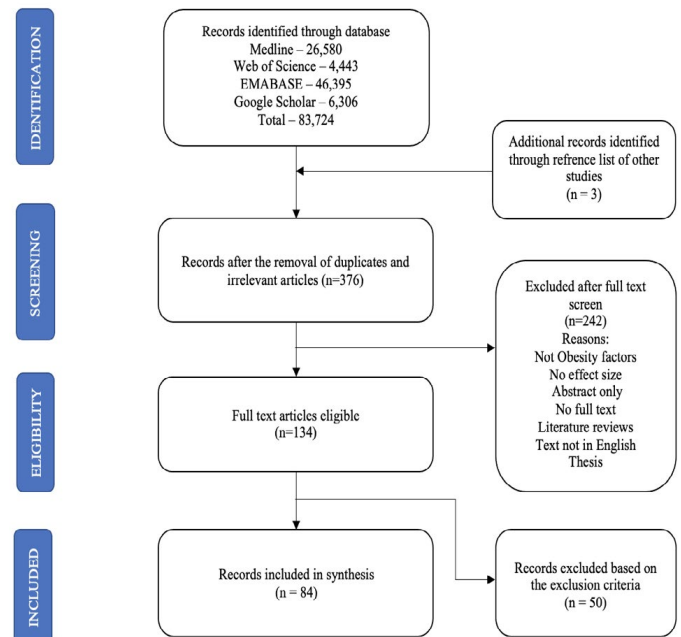 IDENTIFICATION
Records identified through database
Medline – 26,580
Web of Science – 4,443
EMABASE – 46,395
Google Scholar – 6,306
Total – 83,724
Additional records identified
through refrence list of other
studies
(n = 3)
SCREENING
Records after the removal of duplicates and
irrelevant articles (n=376)
Excluded after full text
screen
(n=242)
Reasons:
Not Obesity factors
No effect size
Abstract only
No full text
Literature reviews
Text not in English
Thesis
ELIGIBILITY
Full text articles eligible
(n=134)
INCLUDED
Records included in synthesis
(n = 84)
Records excluded based on
the exclusion criteria
(n = 50)